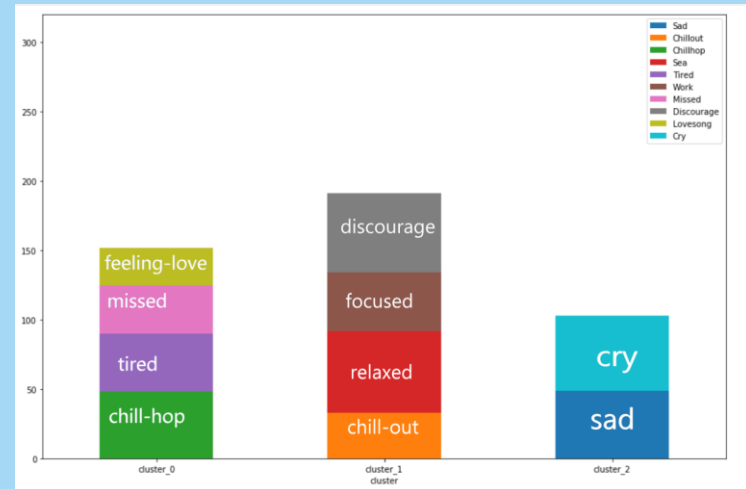 300
250
200
150
100
50
0
Sad
Chillout
Chillhop
Sea
Tired
Work
Missed
Discourage
Lovesong
Cry
feeling-love
missed
tired
chill-hop
discourage
focused
relaxed
chill-out
cry
sad
cluster_0
cluster_1
cluster_2
cluster